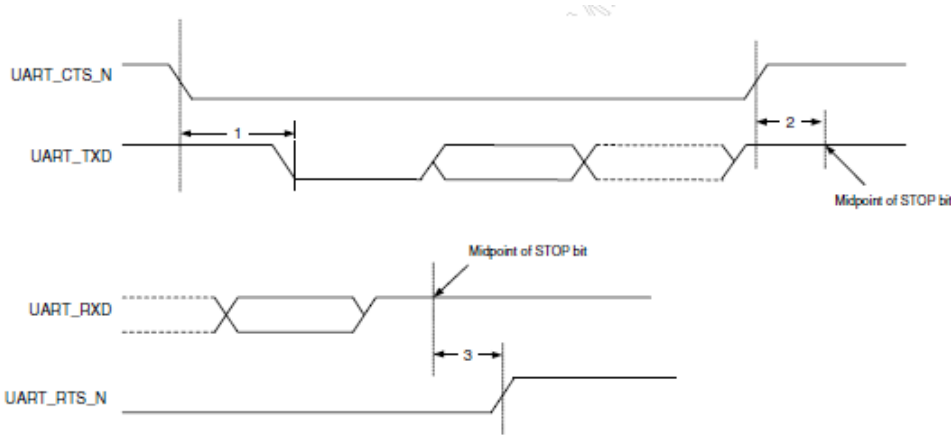 UART_CTS_N
1
2
UART_TXD
Midpoint of STOP bit
Midpoint of STOP bit
UART_RXD
3
UART_RTS_N